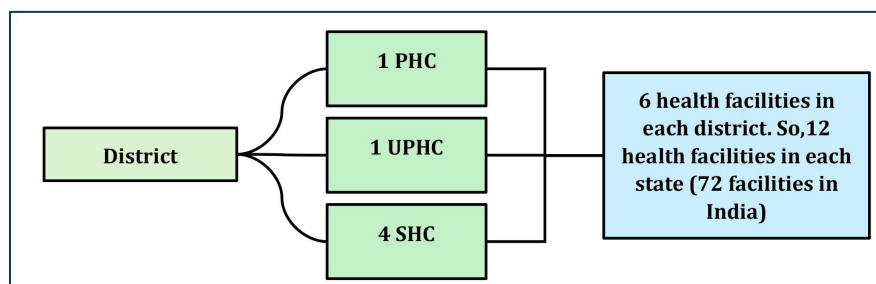 District
1 PHC
1 UPHC
4 SHC
6 health facilities in
each district. So,12
health facilities in each
state (72 facilities in
India)